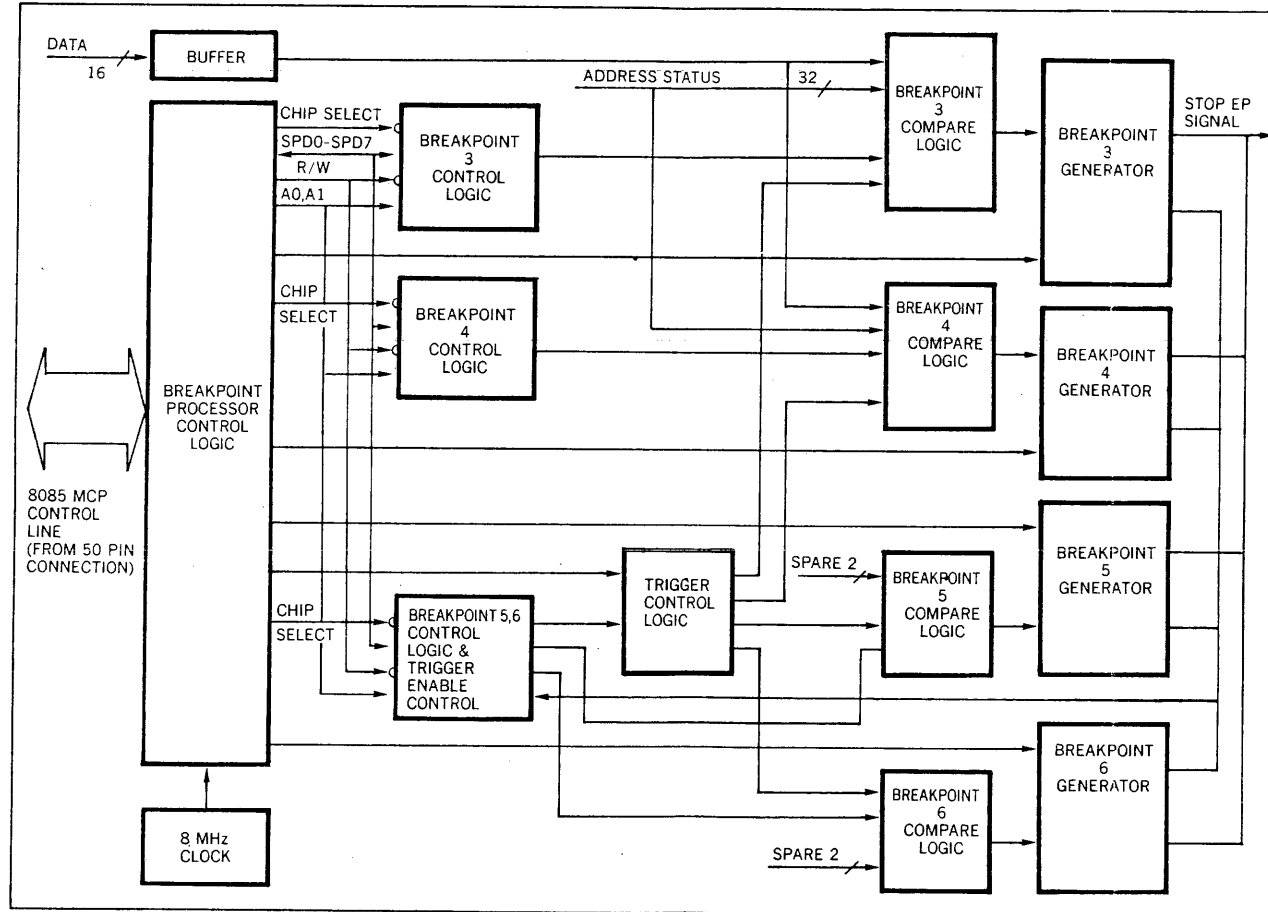 DATA
16
BUFFER
ADDRESS STATUS
32
BREAKPOINT
3
COMPARE
LOGIC
BREAKPOINT
3
GENERATOR
STOP EP
SIGNAL
CHIP SELECT
SPD0-SPD7
R/W
A0,A1
BREAKPOINT
3
CONTROL
LOGIC
CHIP
SELECT
BREAKPOINT
4
CONTROL
LOGIC
BREAKPOINT
4
COMPARE
LOGIC
BREAKPOINT
4
GENERATOR
BREAKPOINT
PROCESSOR
CONTROL
LOGIC
8085 MCP
CONTROL
LINE
(FROM 50 PIN
CONNECTION)
CHIP
SELECT
BREAKPOINT 5,6
CONTROL
LOGIC &
TRIGGER
ENABLE
CONTROL
TRIGGER
CONTROL
LOGIC
SPARE 2
BREAKPOINT
5
COMPARE
LOGIC
BREAKPOINT
5
GENERATOR
8 MHz
CLOCK
SPARE 2
BREAKPOINT
6
COMPARE
LOGIC
BREAKPOINT
6
GENERATOR